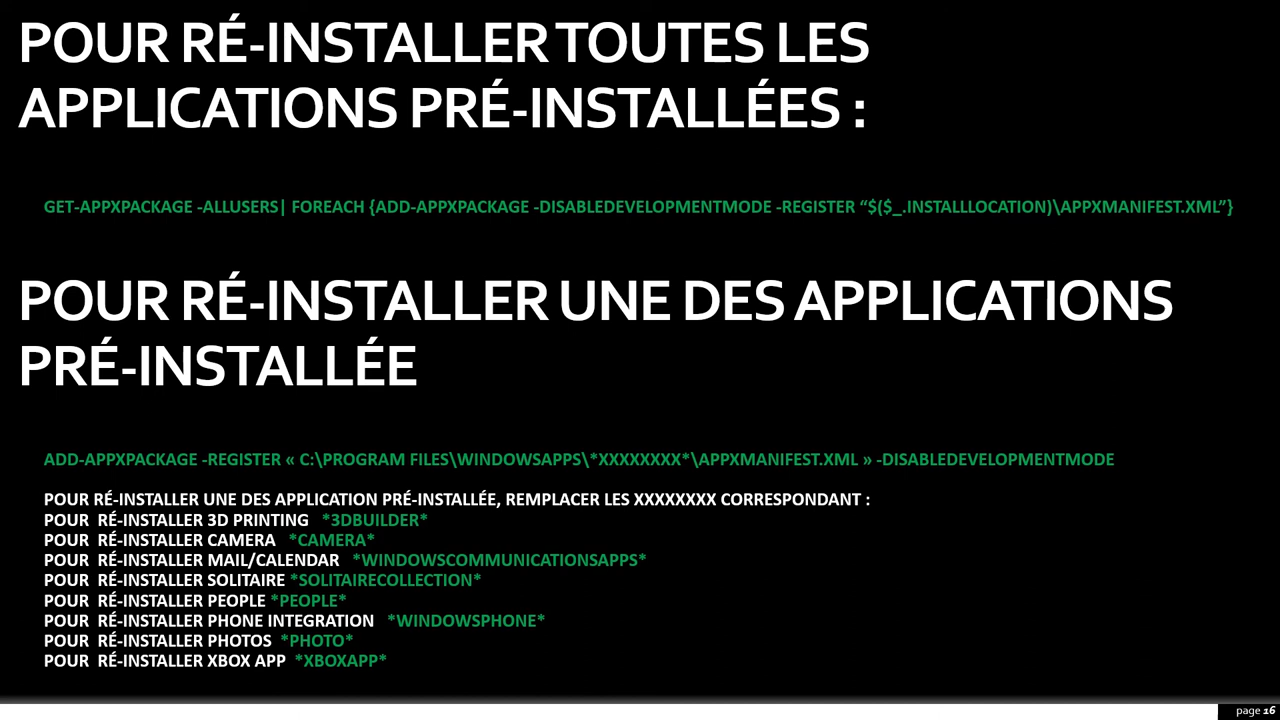 POUR RÉ-INSTALLER TOUTES LES
APPLICATIONS PRÉ-INSTALLÉES :
GET-APPXPACKAGE -ALLUSERS| FOREACH {ADD-APPXPACKAGE -DISABLEDEVELOPMENTMODE -REGISTER “$($_.INSTALLLOCATION)\APPXMANIFEST.XML”}
POUR RÉ-INSTALLER UNE DES APPLICATIONS
PRÉ-INSTALLÉE
ADD-APPXPACKAGE -REGISTER « C:\PROGRAM FILES\WINDOWSAPPS\*XXXXXXXX*\APPXMANIFEST.XML » -DISABLEDEVELOPMENTMODE
POUR RÉ-INSTALLER UNE DES APPLICATION PRÉ-INSTALLÉE, REMPLACER LES XXXXXXXX CORRESPONDANT :
POUR RÉ-INSTALLER 3D PRINTING *3DBUILDER*
POUR RÉ-INSTALLER CAMERA *CAMERA*
POUR RÉ-INSTALLER MAIL/CALENDAR *WINDOWSCOMMUNICATIONSAPPS*
POUR RÉ-INSTALLER SOLITAIRE *SOLITAIRECOLLECTION*
POUR RÉ-INSTALLER PEOPLE *PEOPLE*
POUR RÉ-INSTALLER PHONE INTEGRATION *WINDOWSPHONE*
POUR RÉ-INSTALLER PHOTOS *PHOTO*
POUR RÉ-INSTALLER XBOX APP *XBOXAPP*
page 16